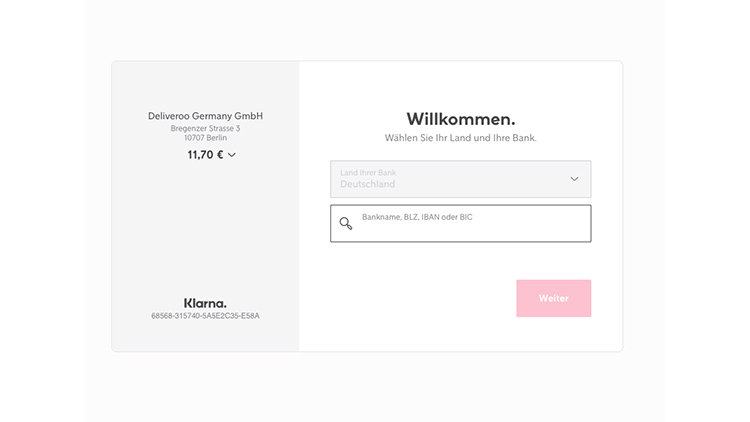 Deliveroo Germany GmbH
Bregenzer Strasse 3
10707 Berlin
11,70 €
Klarna.
68568-315740-5A5E2C35-E58A
Willkommen.
Wählen Sie Ihr Land und Ihre Bank.
Land Ihrer Bank
Deutschland
Bankname, BLZ, IBAN oder BIC
Weiter